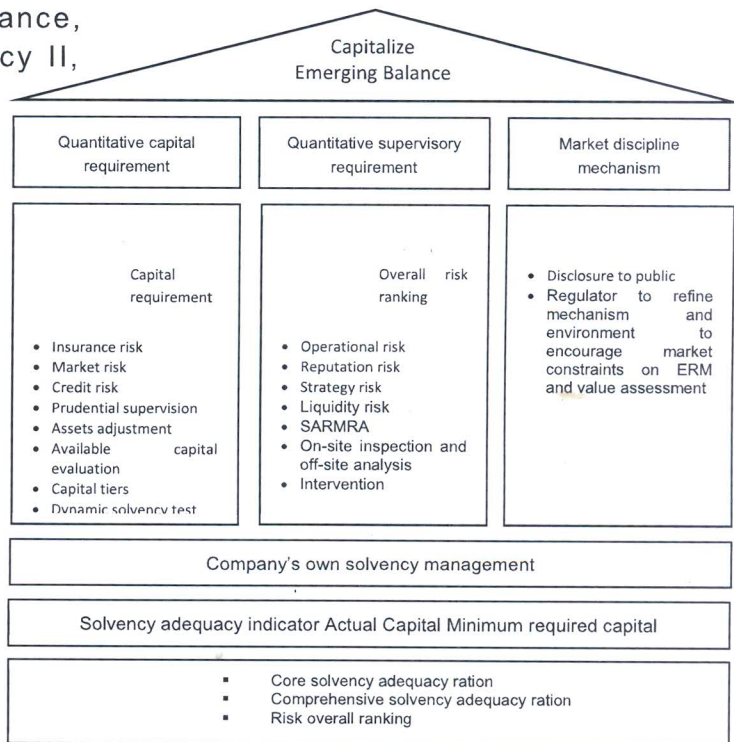 ance,
cy II,
Capitalize
Emerging Balance
Quantitative capital
requirement
Quantitative supervisory
requirement
Market discipline
mechanism
Capital
requirement
• Insurance risk
• Market risk
• Credit risk
• Prudential supervision
• Assets adjustment
• Available capital
evaluation
• Capital tiers
• Dynamic solvency test
Overall risk
ranking
• Operational risk
• Reputation risk
• Strategy risk
• Liquidity risk
• SARMRA
• On-site inspection and
off-site analysis
• Intervention
• Disclosure to public
• Regulator to refine
mechanism and
environment to
encourage market
constraints on ERM
and value assessment
Company's own solvency management
Solvency adequacy indicator Actual Capital Minimum required capital
▪ Core solvency adequacy ration
▪ Comprehensive solvency adequacy ration
▪ Risk overall ranking